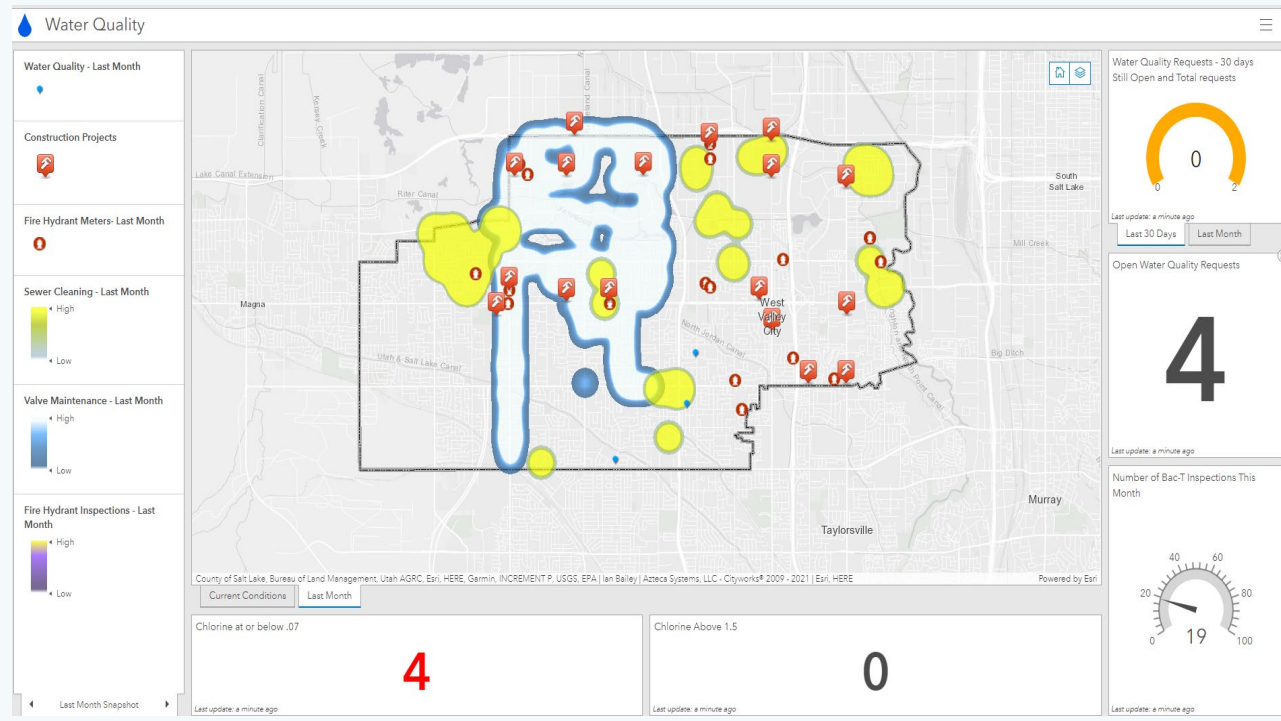 Water Quality
Water Quality - Last Month
Construction Projects
Fire Hydrant Meters- Last Month
Sewer Cleaning - Last Month
High
Low
Valve Maintenance - Last Month
High
Low
Fire Hydrant Inspections - Last
Month
High
Low
Last Month Snapshot
Lake Canal Extension
Ritter Canal
Magna
Utah & Salt Lake Canal
North Jordan Canal
West
Valley
City
South
Salt Lake
Mill Creek
Big Ditch
Murray
Taylorsville
County of Salt Lake, Bureau of Land Management, Utah AGRC, Esri, HERE, Garmin, INCREMENT P, USGS, EPA | Ian Bailey | Azteca Systems, LLC - Cityworks® 2009 - 2021 | Esri, HERE
Powered by Esri
Current Conditions
Last Month
Chlorine at or below .07
4
Last update: a minute ago
Chlorine Above 1.5
0
Last update: a minute ago
Water Quality Requests - 30 days
Still Open and Total requests
0
0
2
Last update: a minute ago
Last 30 Days
Last Month
Open Water Quality Requests
4
Last update: a minute ago
Number of Bac-T Inspections This
Month
40
60
20
80
0
19
100
Last update: a minute ago